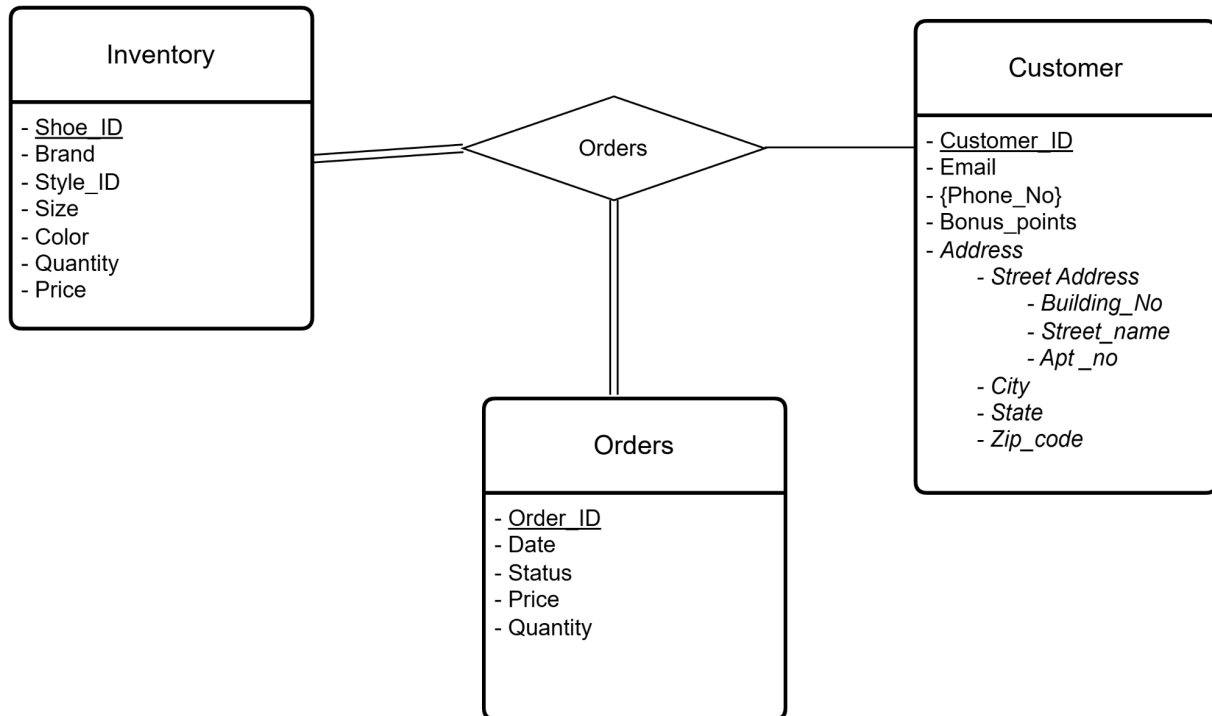 Inventory
- Shoe_ID
- Brand
- Style_ID
- Size
- Color
- Quantity
- Price
Orders
Customer
- Customer_ID
- Email
- {Phone_No}
- Bonus_points
- Address
- Street Address
- Building_No
- Street_name
- Apt _no
- City
- State
- Zip_code
Orders
- Order_ID
- Date
- Status
- Price
- Quantity